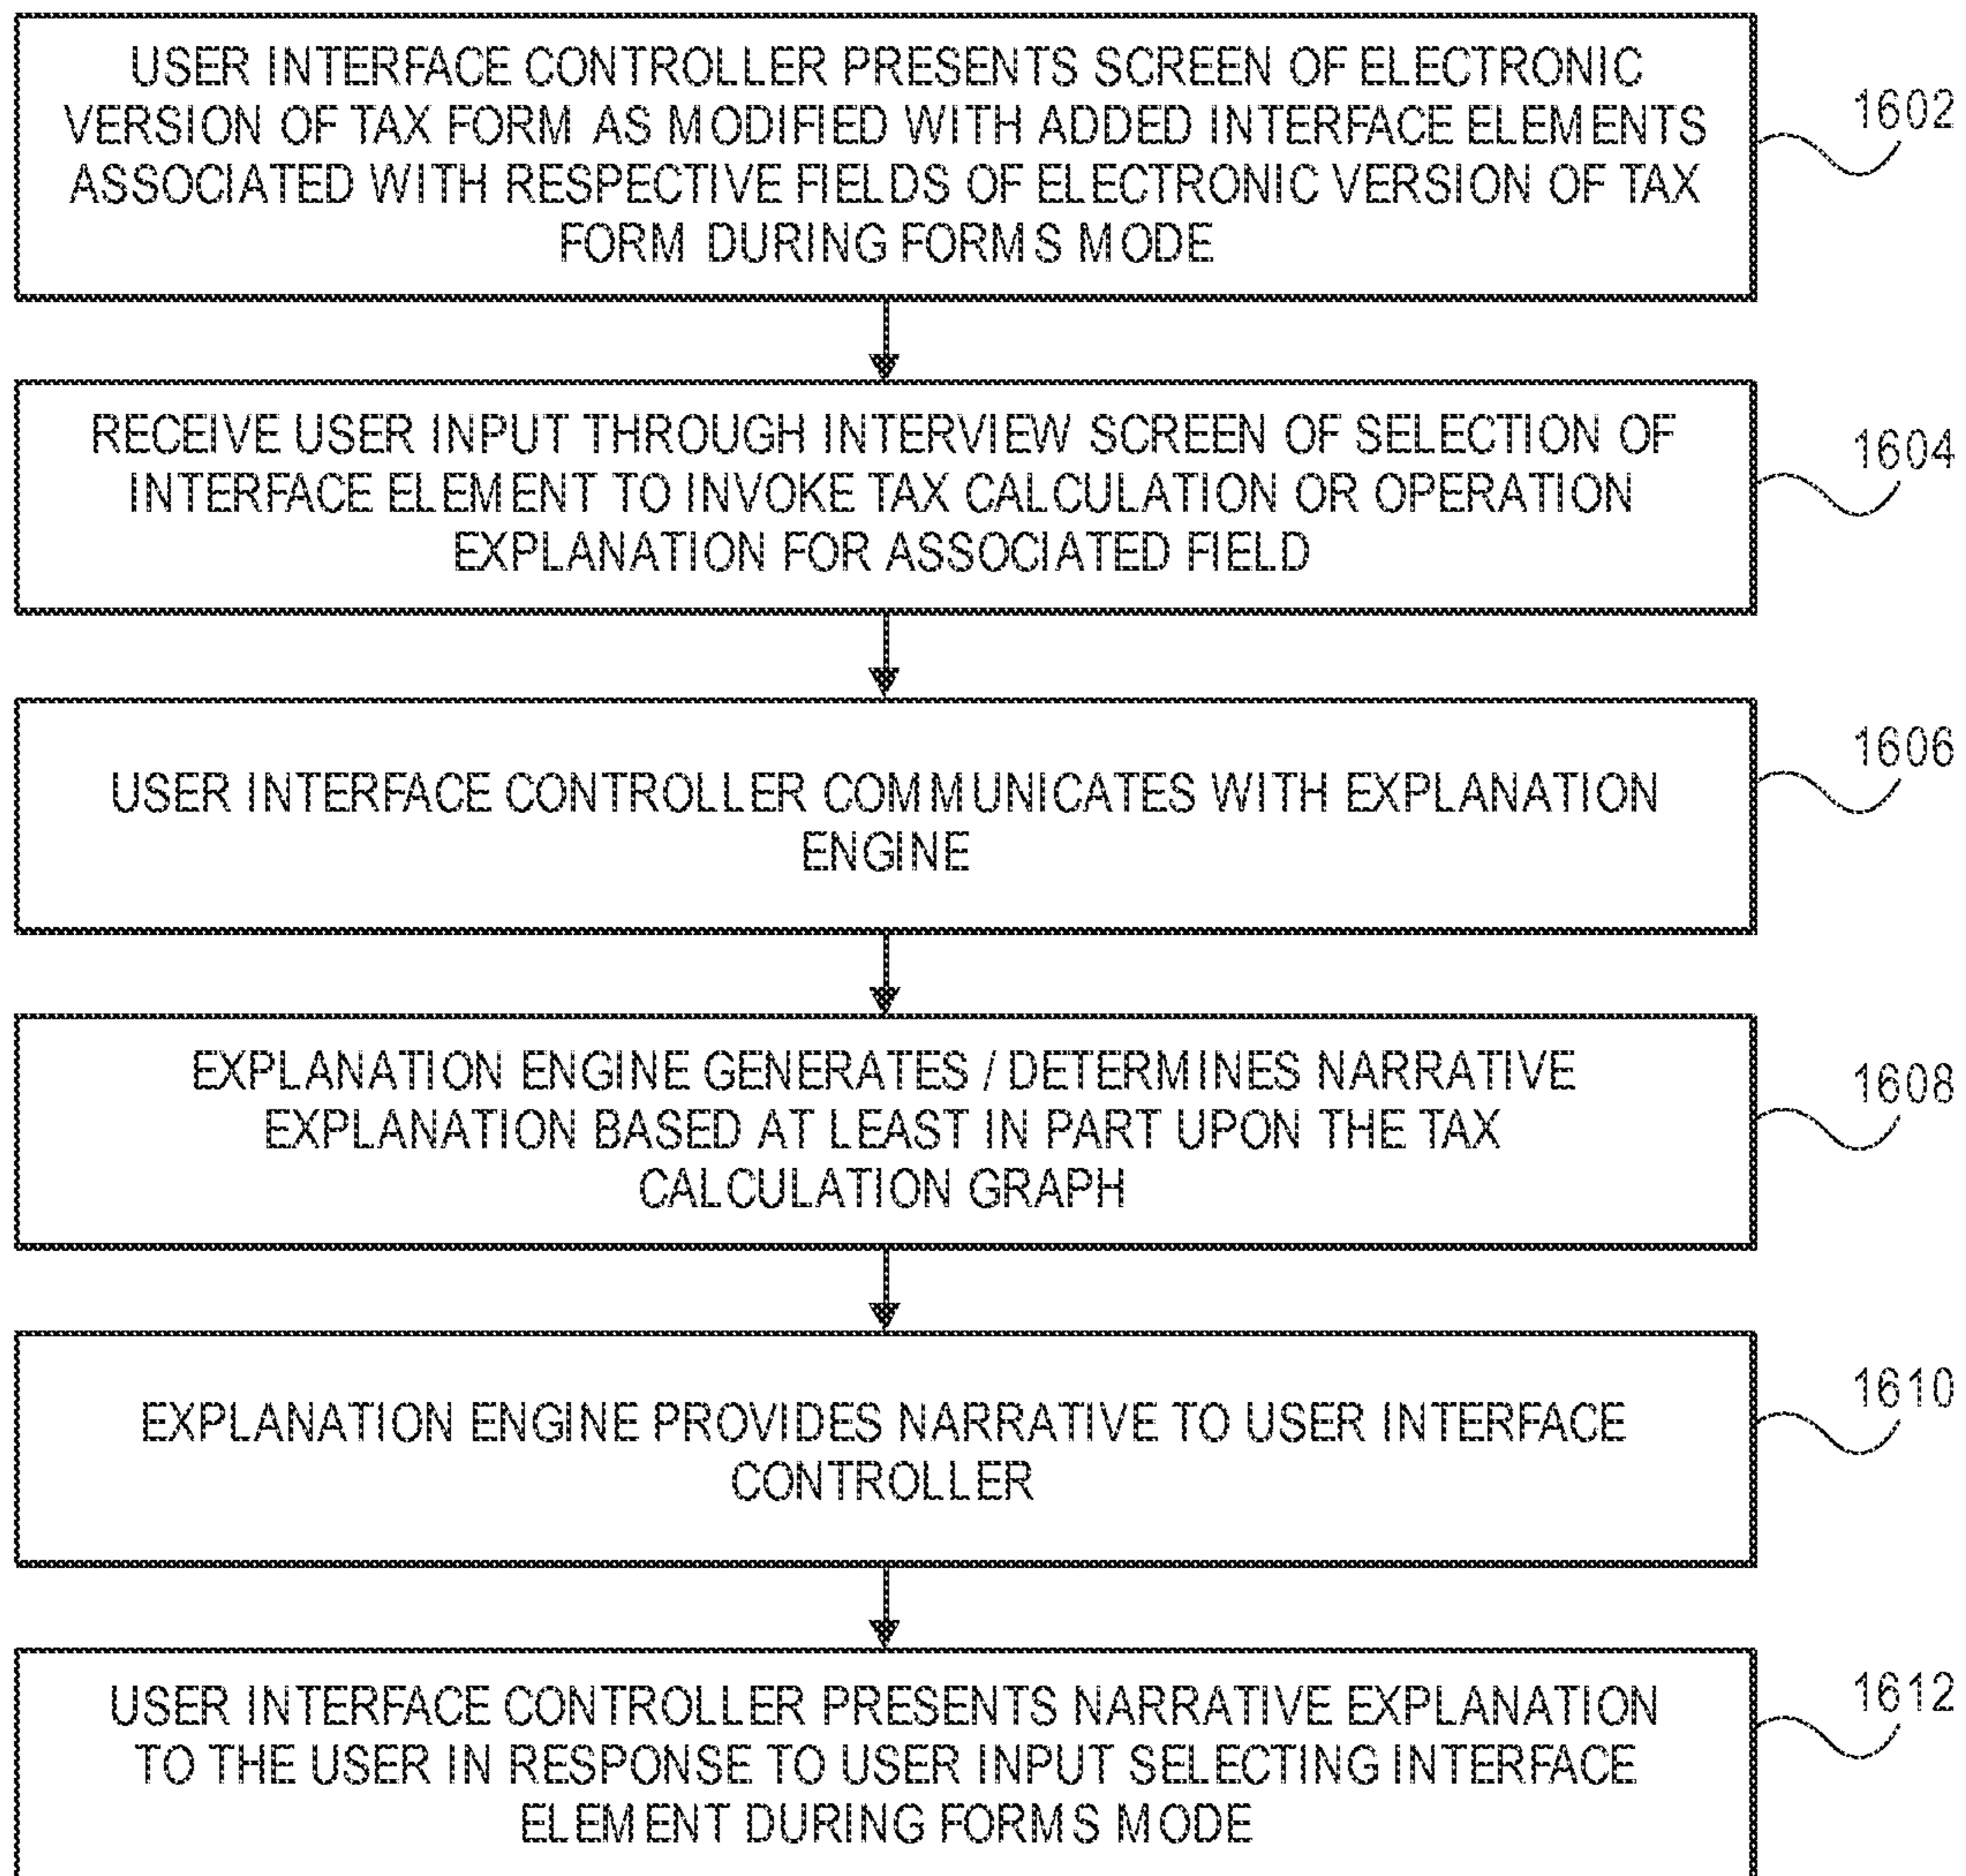 USER INTERFACE CONTROLLER PRESENTS SCREEN OF ELECTRONIC
VERSION OF TAX FORM AS MODIFIED WITH ADDED INTERFACE ELEMENTS
ASSOCIATED WITH RESPECTIVE FIELDS OF ELECTRONIC VERSION OF TAX
FORM DURING FORMS MODE
1602
RECEIVE USER INPUT THROUGH INTERVIEW SCREEN OF SELECTION OF
INTERFACE ELEMENT TO INVOKE TAX CALCULATION OR OPERATION
EXPLANATION FOR ASSOCIATED FIELD
1604
USER INTERFACE CONTROLLER COMMUNICATES WITH EXPLANATION
ENGINE
1606
EXPLANATION ENGINE GENERATES / DETERMINES NARRATIVE
EXPLANATION BASED AT LEAST IN PART UPON THE TAX
CALCULATION GRAPH
1608
EXPLANATION ENGINE PROVIDES NARRATIVE TO USER INTERFACE
CONTROLLER
1610
USER INTERFACE CONTROLLER PRESENTS NARRATIVE EXPLANATION
TO THE USER IN RESPONSE TO USER INPUT SELECTING INTERFACE
ELEMENT DURING FORMS MODE
1612